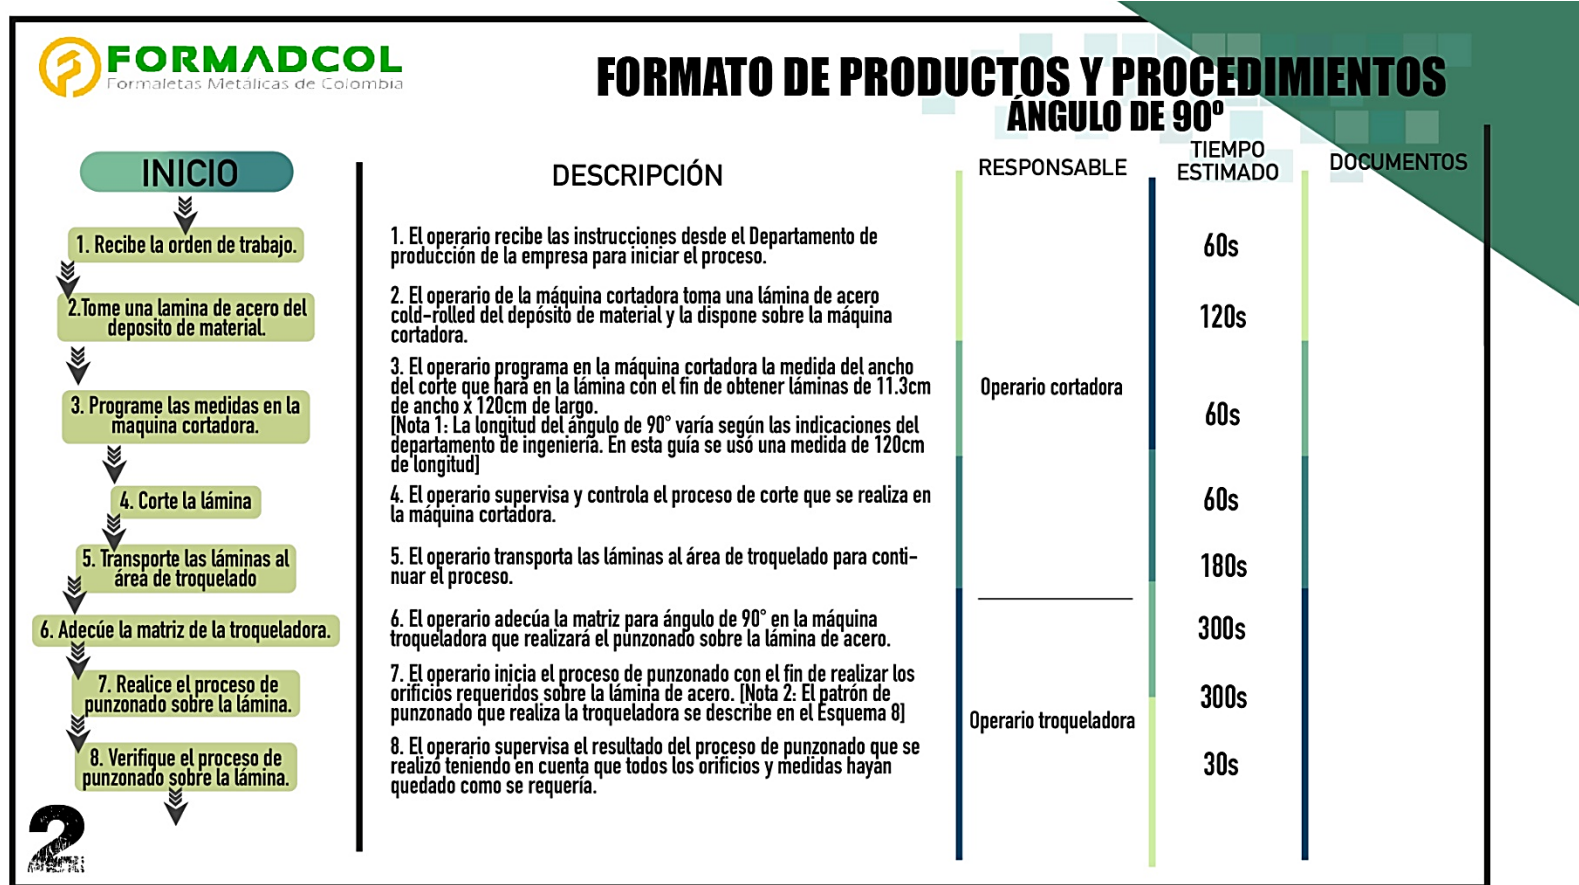 FORMADCOL
Formaletas Metálicas de Colombia
FORMATO DE PRODUCTOS Y PROCEDIMIENTOS
ÁNGULO DE 90º
INICIO
DESCRIPCIÓN
RESPONSABLE
TIEMPO
ESTIMADO
DOCUMENTOS
1. Recibe la orden de trabajo.
1. El operario recibe las instrucciones desde el Departamento de
producción de la empresa para iniciar el proceso.
60s
2.Tome una lamina de acero del
deposito de material.
2. El operario de la máquina cortadora toma una lámina de acero
cold-rolled del depósito de material y la dispone sobre la máquina
cortadora.
120s
3. Programe las medidas en la
maquina cortadora.
3. El operario programa en la máquina cortadora la medida del ancho
del corte que hará en la lámina con el fin de obtener láminas de 11.3cm
de ancho x 120cm de largo.
[Nota 1: La longitud del ángulo de 90° varía según las indicaciones del
departamento de ingeniería. En esta guía se usó una medida de 120cm
de longitud]
Operario cortadora
60s
4. Corte la lámina
4. El operario supervisa y controla el proceso de corte que se realiza en
la máquina cortadora.
60s
5. Transporte las láminas al
área de troquelado
5. El operario transporta las láminas al área de troquelado para conti-
nuar el proceso.
180s
6. Adecúe la matriz de la troqueladora.
6. El operario adecúa la matriz para ángulo de 90° en la máquina
troqueladora que realizará el punzonado sobre la lámina de acero.
300s
7. Realice el proceso de
punzonado sobre la lámina.
7. El operario inicia el proceso de punzonado con el fin de realizar los
orificios requeridos sobre la lámina de acero. [Nota 2: El patrón de
punzonado que realiza la troqueladora se describe en el Esquema 8]
Operario troqueladora
300s
8. Verifique el proceso de
punzonado sobre la lámina.
8. El operario supervisa el resultado del proceso de punzonado que se
realizó teniendo en cuenta que todos los orificios y medidas hayan
quedado como se requería.
30s
2